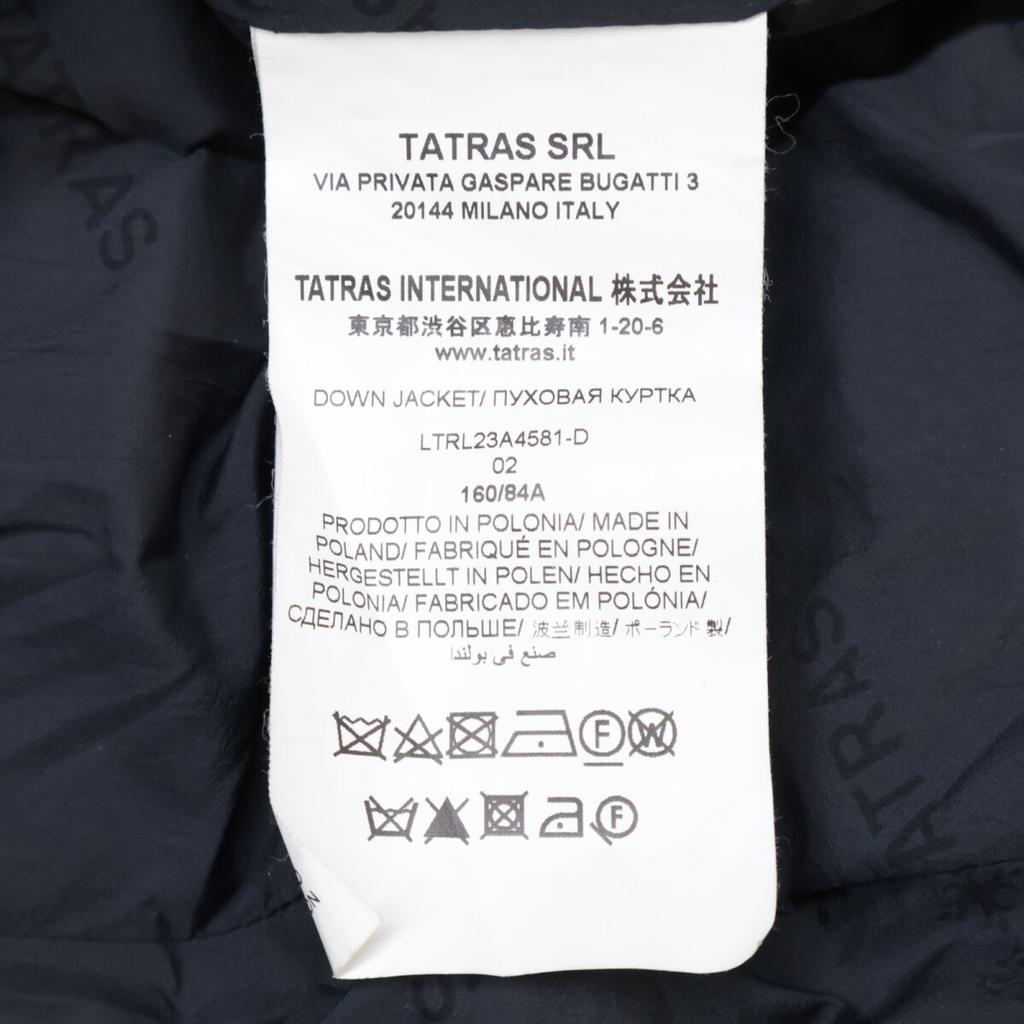 TATRAS SRL
VIA PRIVATA GASPARE BUGATTI 3
20144 MILANO ITALY
TATRAS INTERNATIONAL 株式会社
東京都渋谷区恵比寿南 1-20-6
www.tatras.it
DOWN JACKET/ ПУХОВАЯ КУРТКА
LTRL23A4581-D
02
160/84A
PRODOTTO IN POLONIA/ MADE IN
POLAND/ FABRIQUÉ EN POLOGNE/
HERGESTELLT IN POLEN/ HECHO EN
POLONIA/ FABRICADO EM POLÓNIA/
СДЕЛАНО В ПОЛЬШЕ/ 波兰制造/ ポーランド製/
صنع في بولندا
F W
F
TATRAS
TATRAS